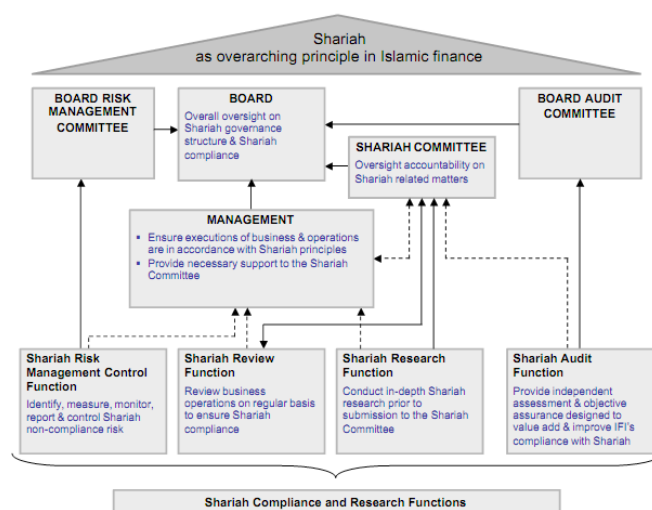 Shariah
as overarching principle in Islamic finance
BOARD RISK
MANAGEMENT
COMMITTEE
BOARD
Overall oversight on
Shariah governance
structure & Shariah
compliance
BOARD AUDIT
COMMITTEE
SHARIAH COMMITTEE
Oversight accountability on
Shariah related matters
MANAGEMENT
▪ Ensure executions of business & operations
are in accordance with Shariah principles
▪ Provide necessary support to the Shariah
Committee
Shariah Risk
Management Control
Function
Identify, measure, monitor,
report & control Shariah
non-compliance risk
Shariah Review
Function
Review business
operations on regular basis
to ensure Shariah
compliance
Shariah Research
Function
Conduct in-depth Shariah
research prior to
submission to the Shariah
Committee
Shariah Audit
Function
Provide independent
assessment & objective
assurance designed to
value add & improve IFI's
compliance with Shariah
Shariah Compliance and Research Functions